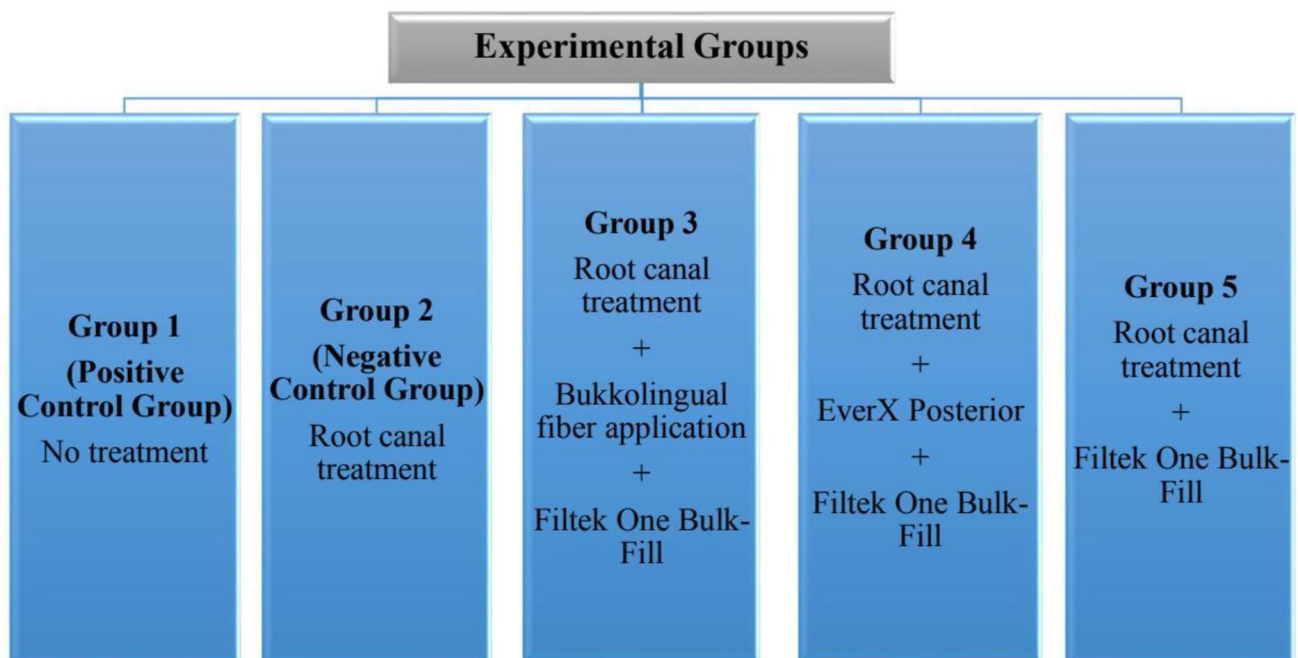 Experimental Groups
Group 1
(Positive
Control Group)
No treatment
Group 2
(Negative
Control Group)
Root canal
treatment
Group 3
Root canal
treatment
+
Bukkolingual
fiber application
+
Filtek One Bulk-
Fill
Group 4
Root canal
treatment
+
EverX Posterior
+
Filtek One Bulk-
Fill
Group 5
Root canal
treatment
+
Filtek One Bulk-
Fill